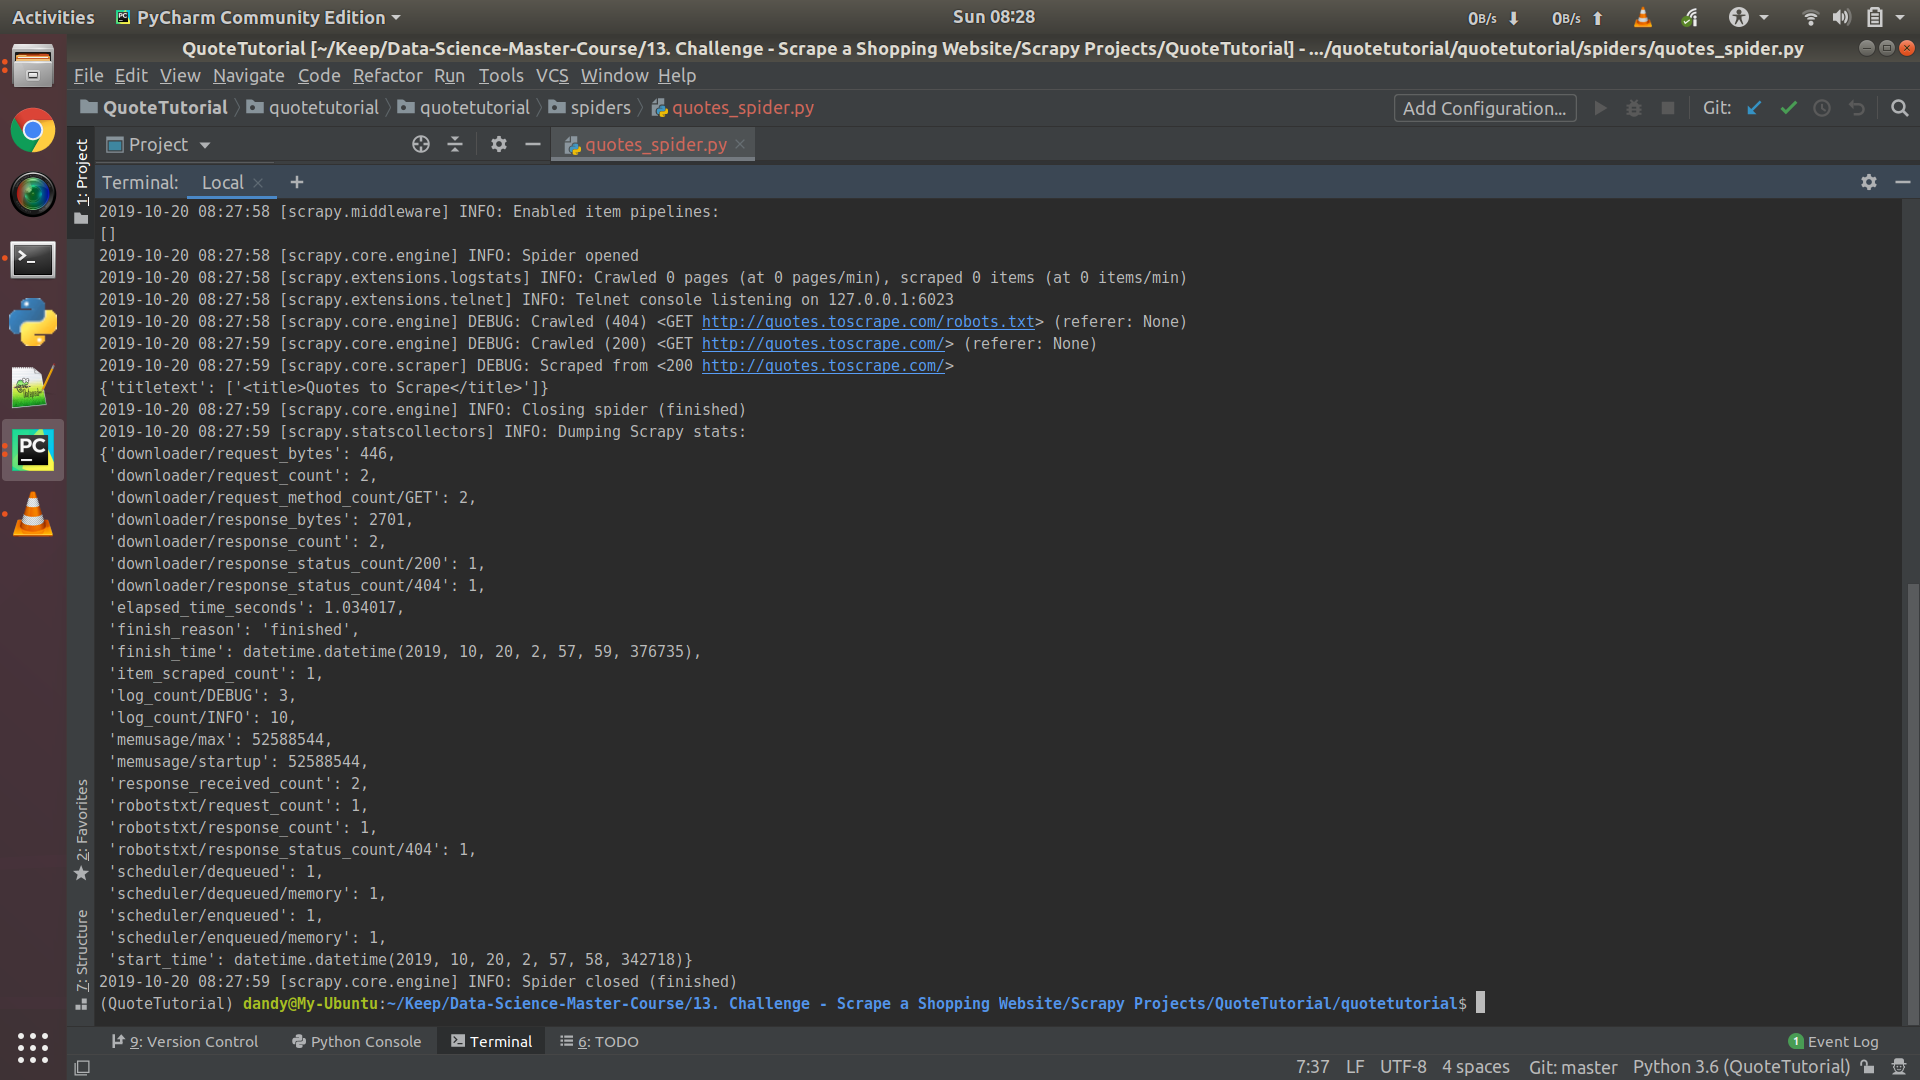 Activities PyCharm Community Edition Sun 08:28 0B/s 0B/s
QuoteTutorial [~/Keep/Data-Science-Master-Course/13. Challenge - Scrape a Shopping Website/Scrapy Projects/QuoteTutorial] - .../quotetutorial/quotetutorial/spiders/quotes_spider.py
File Edit View Navigate Code Refactor Run Tools VCS Window Help
QuoteTutorial quotetutorial quotetutorial spiders quotes_spider.py Add Configuration... Git:
Project quotes_spider.py
1: Project
Terminal: Local +
2019-10-20 08:27:58 [scrapy.middleware] INFO: Enabled item pipelines:
[]
2019-10-20 08:27:58 [scrapy.core.engine] INFO: Spider opened
2019-10-20 08:27:58 [scrapy.extensions.logstats] INFO: Crawled 0 pages (at 0 pages/min), scraped 0 items (at 0 items/min)
2019-10-20 08:27:58 [scrapy.extensions.telnet] INFO: Telnet console listening on 127.0.0.1:6023
2019-10-20 08:27:58 [scrapy.core.engine] DEBUG: Crawled (404) <GET http://quotes.toscrape.com/robots.txt> (referer: None)
2019-10-20 08:27:59 [scrapy.core.engine] DEBUG: Crawled (200) <GET http://quotes.toscrape.com/> (referer: None)
2019-10-20 08:27:59 [scrapy.core.scraper] DEBUG: Scraped from <200 http://quotes.toscrape.com/>
{'titletext': ['<title>Quotes to Scrape</title>']}
2019-10-20 08:27:59 [scrapy.core.engine] INFO: Closing spider (finished)
2019-10-20 08:27:59 [scrapy.statscollectors] INFO: Dumping Scrapy stats:
{'downloader/request_bytes': 446,
'downloader/request_count': 2,
'downloader/request_method_count/GET': 2,
'downloader/response_bytes': 2701,
'downloader/response_count': 2,
'downloader/response_status_count/200': 1,
'downloader/response_status_count/404': 1,
'elapsed_time_seconds': 1.034017,
'finish_reason': 'finished',
'finish_time': datetime.datetime(2019, 10, 20, 2, 57, 59, 376735),
'item_scraped_count': 1,
'log_count/DEBUG': 3,
'log_count/INFO': 10,
'memusage/max': 52588544,
'memusage/startup': 52588544,
'response_received_count': 2,
'robotstxt/request_count': 1,
'robotstxt/response_count': 1,
'robotstxt/response_status_count/404': 1,
'scheduler/dequeued': 1,
'scheduler/dequeued/memory': 1,
'scheduler/enqueued': 1,
'scheduler/enqueued/memory': 1,
'start_time': datetime.datetime(2019, 10, 20, 2, 57, 58, 342718)}
2019-10-20 08:27:59 [scrapy.core.engine] INFO: Spider closed (finished)
(QuoteTutorial) dandy@My-Ubuntu:~/Keep/Data-Science-Master-Course/13. Challenge - Scrape a Shopping Website/Scrapy Projects/QuoteTutorial/quotetutorial$
2: Favorites
7: Structure
9: Version Control Python Console Terminal 6: TODO 1 Event Log
7:37 LF UTF-8 4 spaces Git: master Python 3.6 (QuoteTutorial)
PC